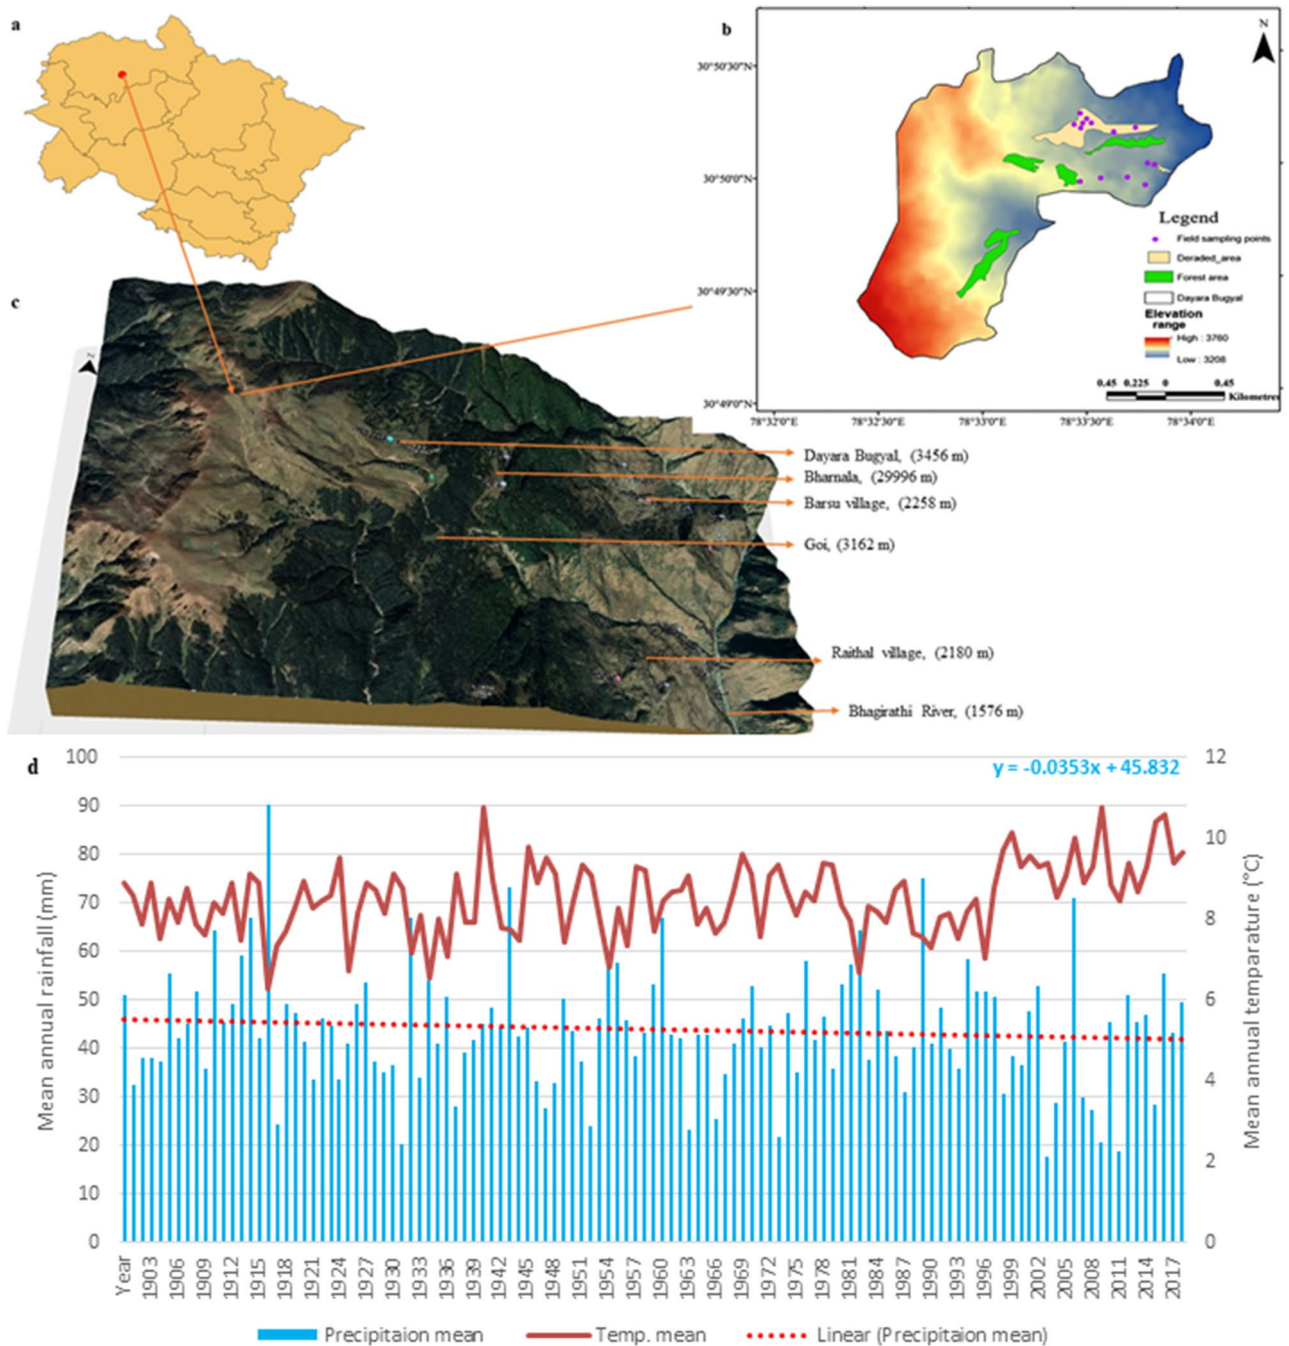 a
b
N
30°50'30"N
30°50'0"N
30°49'30"N
30°49'0"N
78°32'0"E 78°32'30"E 78°33'0"E 78°33'30"E 78°34'0"E
Legend
Field sampling points
Deraded_area
Forest area
Dayara Bugyal
Elevation
range
High : 3760
Low : 3208
0.45 0.225 0 0.45
Kilometres
c
Dayara Bugyal, (3456 m)
Bharnala, (29996 m)
Barsu village, (2258 m)
Goi, (3162 m)
Raithal village, (2180 m)
Bhagirathi River, (1576 m)
d
y = -0.0353x + 45.832
Mean annual rainfall (mm)
100
90
80
70
60
50
40
30
20
10
0
12
10
8
6
4
2
0
Mean annual temparature (°C)
Year 1903 1906 1909 1912 1915 1918 1921 1924 1927 1930 1933 1936 1939 1942 1945 1948 1951 1954 1957 1960 1963 1966 1969 1972 1975 1978 1981 1984 1987 1990 1993 1996 1999 2002 2005 2008 2011 2014 2017
Precipitaion mean Temp. mean Linear (Precipitaion mean)